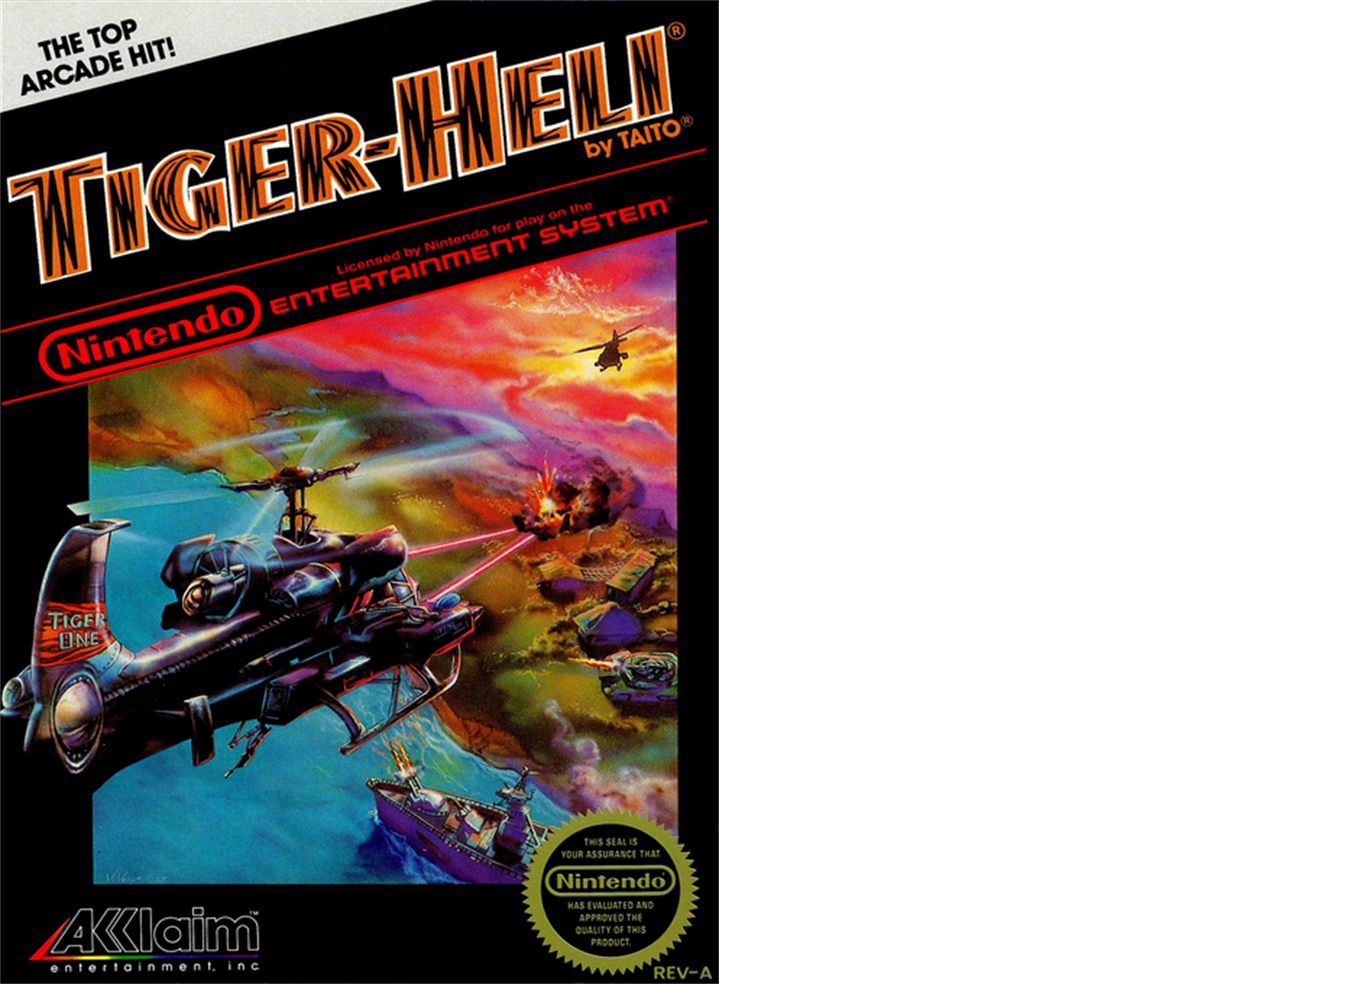 THE TOP
ARCADE HIT!
TIGER-HELI®
by TAITO®
Licensed by Nintendo for play on the
Nintendo ENTERTAINMENT SYSTEM®
TIGER
ONE
THIS SEAL IS
YOUR ASSURANCE THAT
Nintendo®
HAS EVALUATED AND
APPROVED THE
QUALITY OF THIS
PRODUCT.
AKKlaim™
entertainment, inc.
REV-A